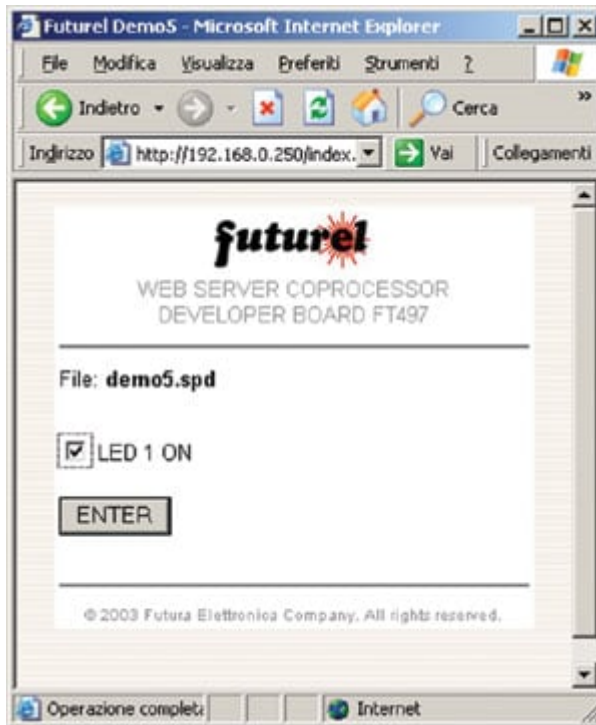 Futurel Demo5 - Microsoft Internet Explorer
File Modifica Visualizza Preferiti Strumenti ?
Indietro Cerca »
Indirizzo http://192.168.0.250/index. Vai Collegamenti
futurel
WEB SERVER COPROCESSOR
DEVELOPER BOARD FT497
File: demo5.spd
LED 1 ON
ENTER
© 2003 Futura Elettronica Company. All rights reserved.
Operazione completa Internet